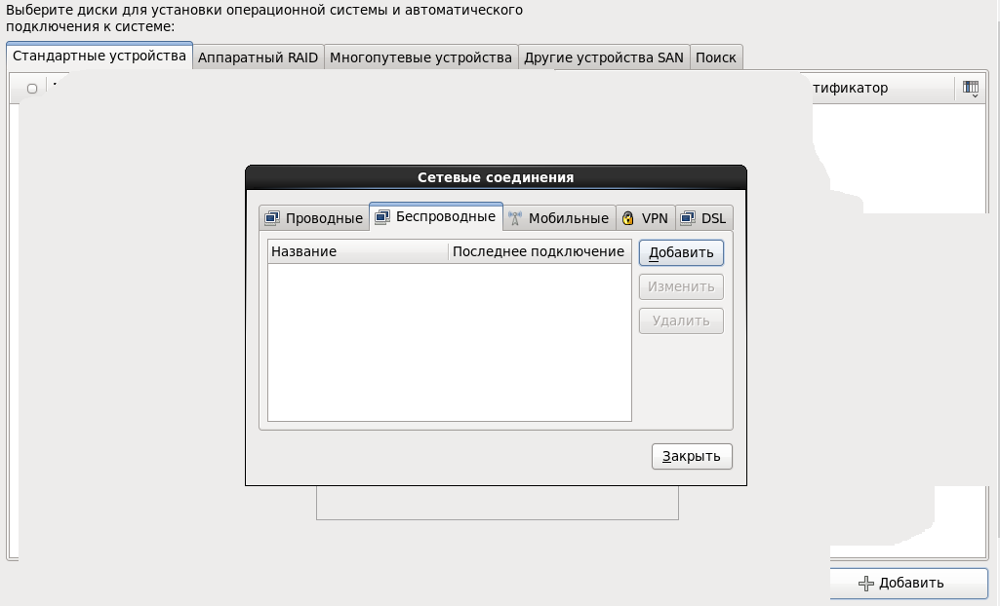 Выберите диски для установки операционной системы и автоматического
подключения к системе:
Стандартные устройства Аппаратный RAID Многопутевые устройства Другие устройства SAN Поиск
тификатор
Сетевые соединения
Проводные Беспроводные Мобильные VPN DSL
Название Последнее подключение Добавить
Изменить
Удалить
Закрыть
Добавить